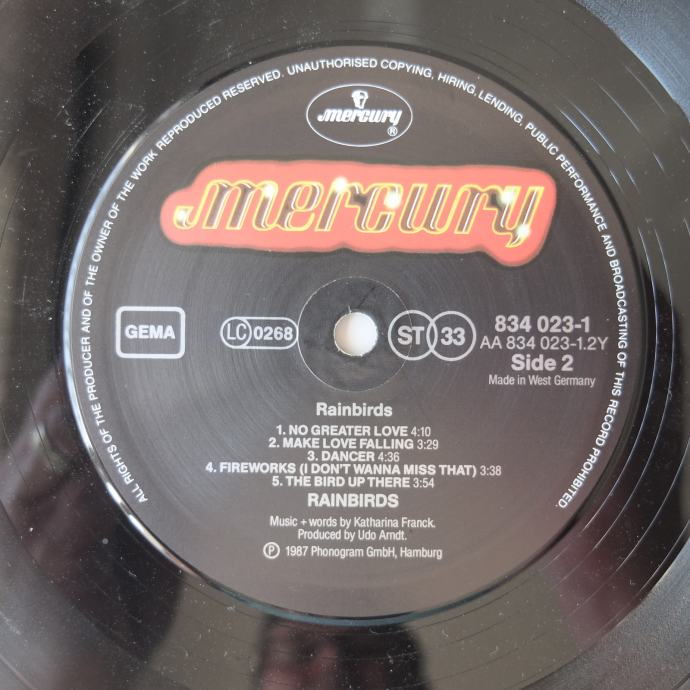 ALL RIGHTS OF THE PRODUCER AND OF THE OWNER OF THE WORK REPRODUCED RESERVED. UNAUTHORISED COPYING, HIRING, LENDING, PUBLIC PERFORMANCE AND BROADCASTING OF THIS RECORD PROHIBITED.
mercury ®
mercury
GEMA
LC 0268
ST 33
834 023-1
AA 834 023-1.2Y
Side 2
Made in West Germany
Rainbirds
1. NO GREATER LOVE 4:10
2. MAKE LOVE FALLING 3:29
3. DANCER 4:36
4. FIREWORKS (I DON'T WANNA MISS THAT) 3:38
5. THE BIRD UP THERE 3:54
RAINBIRDS
Music + words by Katharina Franck.
Produced by Udo Arndt.
℗ 1987 Phonogram GmbH, Hamburg